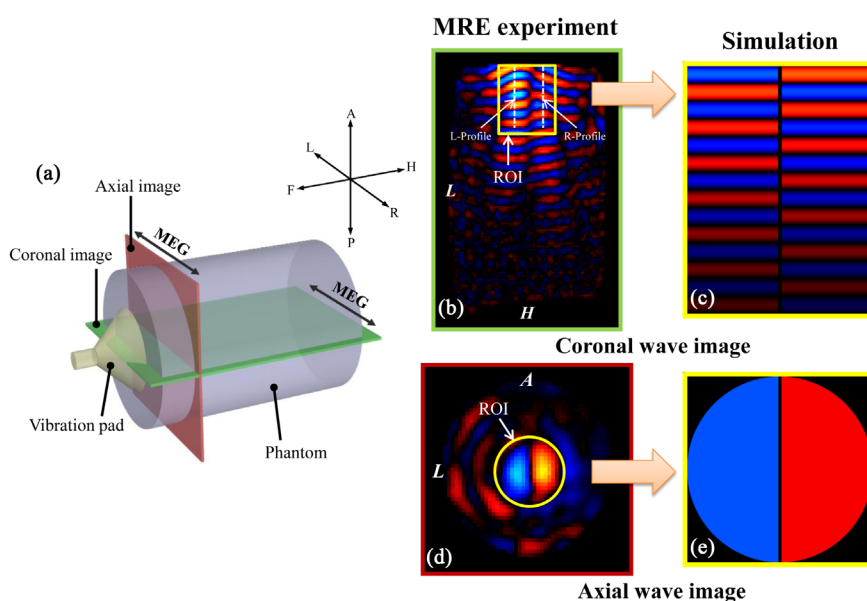 MRE experiment
Simulation
(a)
A
L
H
F
R
P
Axial image
Coronal image
MEG
MEG
Vibration pad
Phantom
L-Profile
R-Profile
ROI
L
(b)
H
(c)
Coronal wave image
A
ROI
L
(d)
(e)
Axial wave image